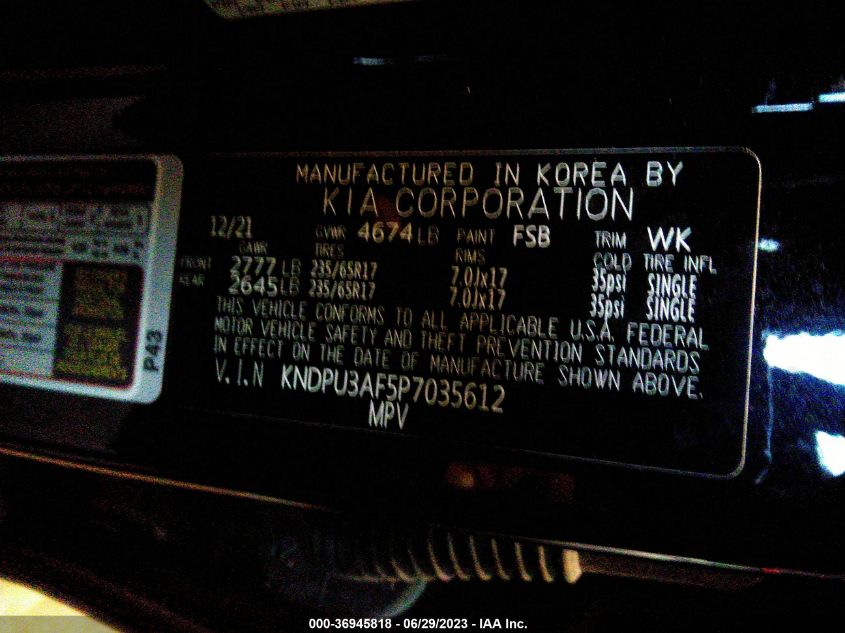 MANUFACTURED IN KOREA BY
KIA CORPORATION
12/21 GVWR 4674 LB PAINT FSB TRIM WK
GAWR TIRES RIMS COLD TIRE INFL
FRONT 2777 LB 235/65R17 7.0Jx17 35psi SINGLE
REAR 2645 LB 235/65R17 7.0Jx17 35psi SINGLE
THIS VEHICLE CONFORMS TO ALL APPLICABLE U.S.A. FEDERAL
MOTOR VEHICLE SAFETY AND THEFT PREVENTION STANDARDS
IN EFFECT ON THE DATE OF MANUFACTURE SHOWN ABOVE.
V.I.N KNDPU3AF5P7035612
MPV
P43
000-36945818 - 06/29/2023 - IAA Inc.